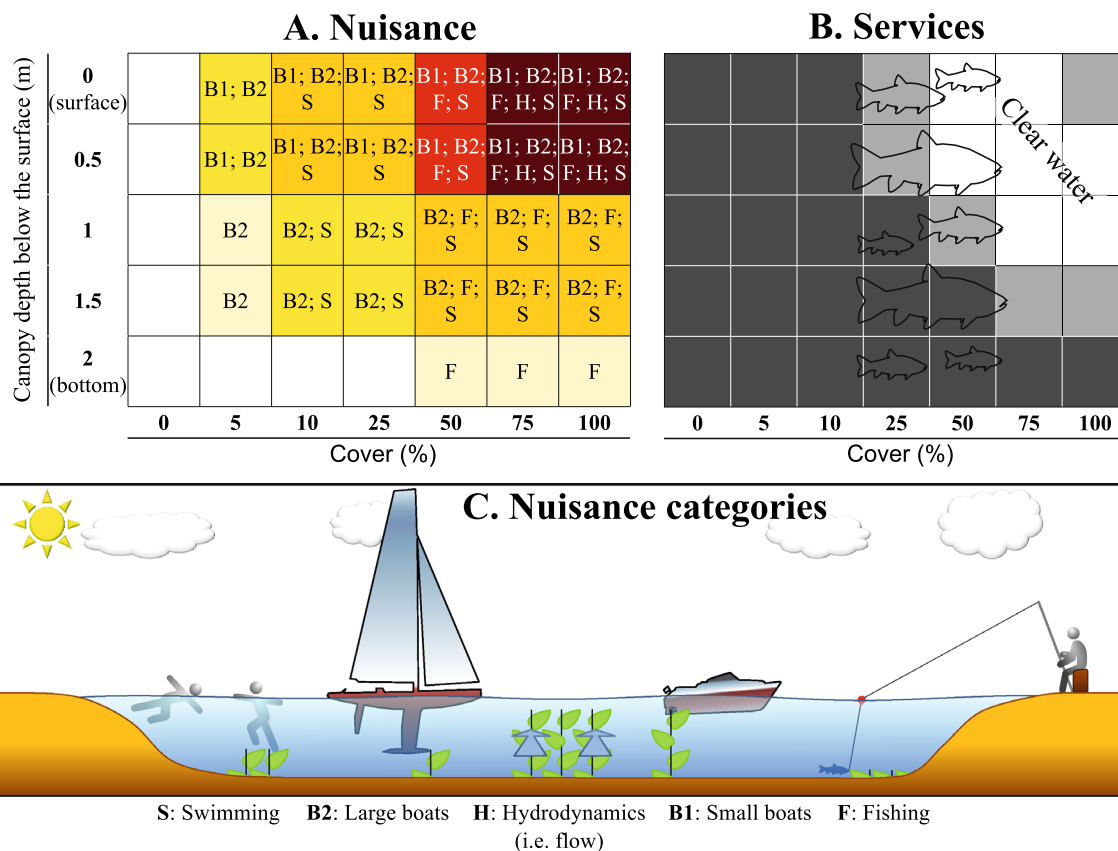 A. Nuisance
B. Services
Canopy depth below the surface (m)
0
(surface)
B1; B2
B1; B2;
S
B1; B2;
S
B1; B2;
F; S
B1; B2;
F; H; S
B1; B2;
F; H; S
0.5
B1; B2
B1; B2;
S
B1; B2;
S
B1; B2;
F; S
B1; B2;
F; H; S
B1; B2;
F; H; S
1
B2
B2; S
B2; S
B2; F;
S
B2; F;
S
B2; F;
S
1.5
B2
B2; S
B2; S
B2; F;
S
B2; F;
S
B2; F;
S
2
(bottom)
F
F
F
0 5 10 25 50 75 100
Cover (%)
Clear water
0 5 10 25 50 75 100
Cover (%)
C. Nuisance categories
S: Swimming B2: Large boats H: Hydrodynamics B1: Small boats F: Fishing
(i.e. flow)